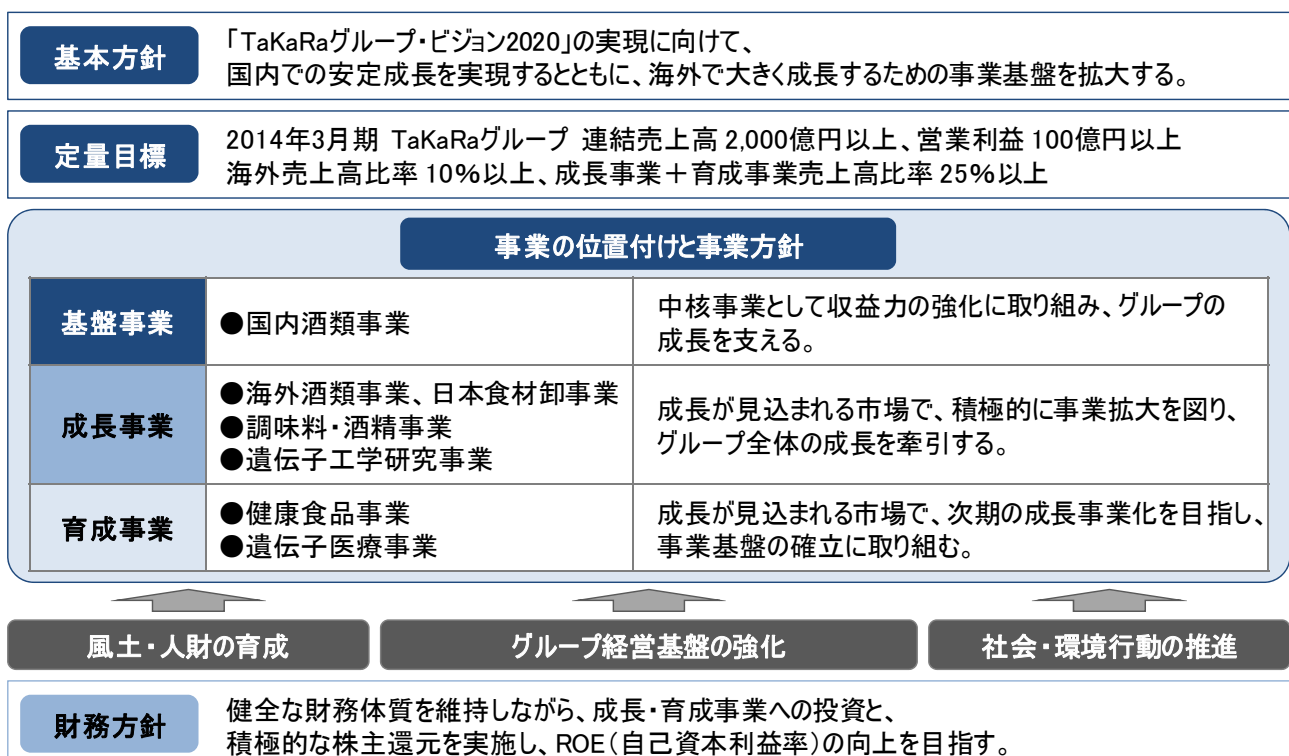 基本方針
「TaKaRaグループ・ビジョン2020」の実現に向けて、
国内での安定成長を実現するとともに、海外で大きく成長するための事業基盤を拡大する。
定量目標
2014年3月期 TaKaRaグループ 連結売上高 2,000億円以上、営業利益 100億円以上
海外売上高比率 10%以上、成長事業＋育成事業売上高比率 25%以上
事業の位置付けと事業方針
基盤事業
●国内酒類事業
中核事業として収益力の強化に取り組み、グループの
成長を支える。
成長事業
●海外酒類事業、日本食材卸事業
●調味料・酒精事業
●遺伝子工学研究事業
成長が見込まれる市場で、積極的に事業拡大を図り、
グループ全体の成長を牽引する。
育成事業
●健康食品事業
●遺伝子医療事業
成長が見込まれる市場で、次期の成長事業化を目指し、
事業基盤の確立に取り組む。
風土・人財の育成
グループ経営基盤の強化
社会・環境行動の推進
財務方針
健全な財務体質を維持しながら、成長・育成事業への投資と、
積極的な株主還元を実施し、ROE（自己資本利益率）の向上を目指す。